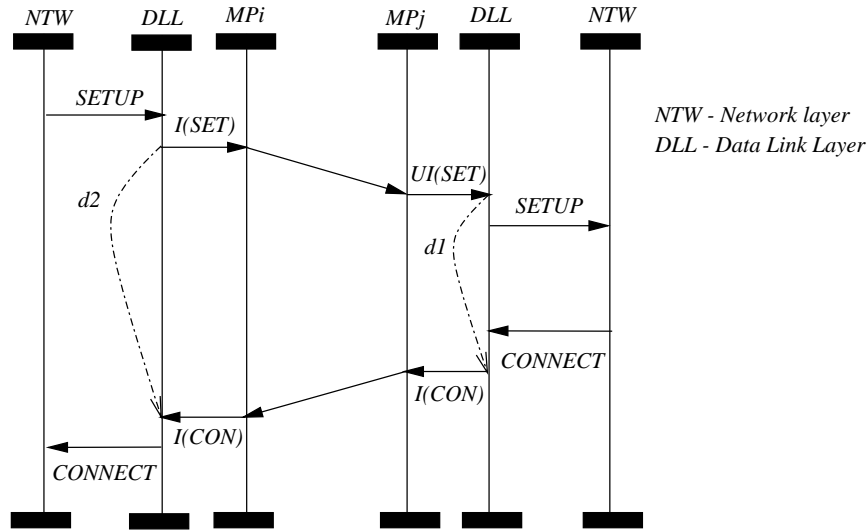 NTW DLL MPi MPj DLL NTW
SETUP
I(SET)
NTW - Network layer
DLL - Data Link Layer
UI(SET)
d2
SETUP
d1
CONNECT
I(CON)
I(CON)
CONNECT